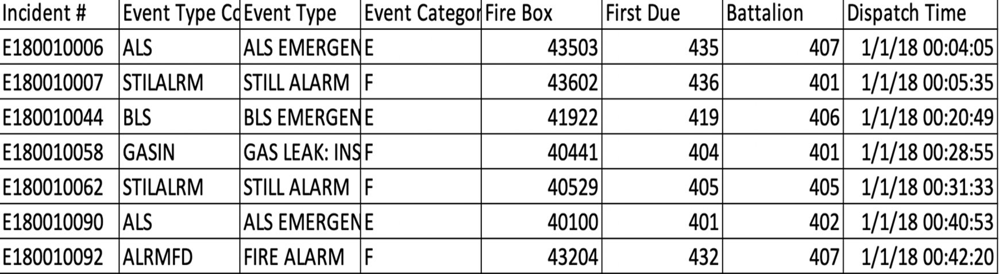 Incident # Event Type Co Event Type Event Categor Fire Box First Due Battalion Dispatch Time
E180010006 ALS ALS EMERGEN E 43503 435 407 1/1/18 00:04:05
E180010007 STILALRM STILL ALARM F 43602 436 401 1/1/18 00:05:35
E180010044 BLS BLS EMERGEN E 41922 419 406 1/1/18 00:20:49
E180010058 GASIN GAS LEAK: INS F 40441 404 401 1/1/18 00:28:55
E180010062 STILALRM STILL ALARM F 40529 405 405 1/1/18 00:31:33
E180010090 ALS ALS EMERGEN E 40100 401 402 1/1/18 00:40:53
E180010092 ALRMFD FIRE ALARM F 43204 432 407 1/1/18 00:42:20